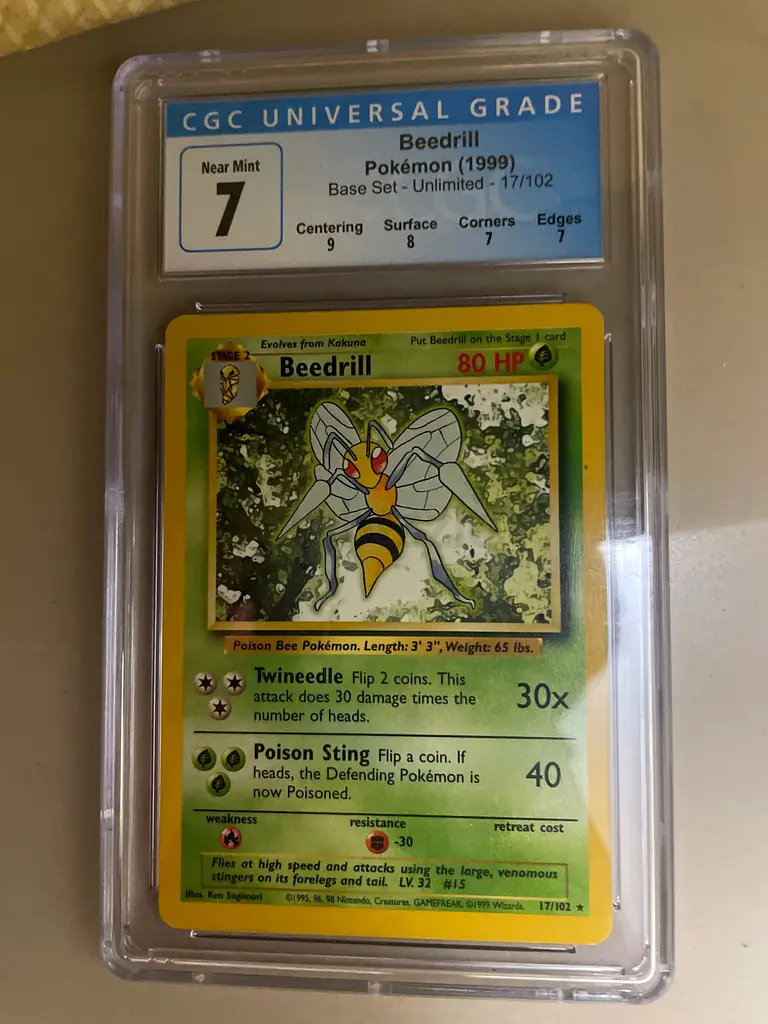 CGC UNIVERSAL GRADE
Near Mint
7
Beedrill
Pokémon (1999)
Base Set - Unlimited - 17/102
Centering Surface Corners Edges
9 8 7 7
Evolves from Kakuna Put Beedrill on the Stage 1 card
STAGE 2
Beedrill 80 HP
Poison Bee Pokémon. Length: 3' 3", Weight: 65 lbs.
Twineedle Flip 2 coins. This
attack does 30 damage times the
number of heads.
30x
Poison Sting Flip a coin. If
heads, the Defending Pokémon is
now Poisoned.
40
weakness resistance retreat cost
-30
Flies at high speed and attacks using the large, venomous
stingers on its forelegs and tail. LV. 32 #15
Illus. Ken Sugimori ©1995, 96, 98 Nintendo, Creatures, GAMEFREAK, ©1999 Wizards. 17/102 ★